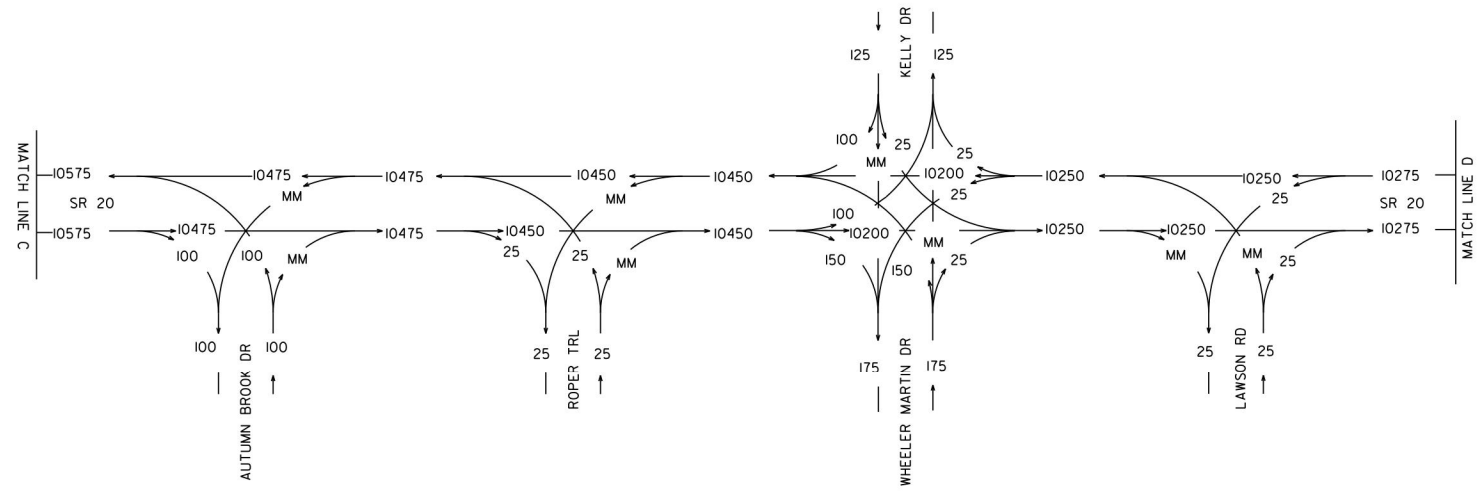 KELLY DR
125
125
100
25
25
MM
MATCH LINE C
10575
10475
MM
10475
10450
MM
10450
10200
25
10250
10250
25
10275
MATCH LINE D
SR 20
SR 20
10575
10475
10475
10450
10450
100
10200
MM
10250
10250
10275
100
100
MM
25
25
MM
150
150
25
MM
MM
25
100
100
25
25
175
175
25
25
AUTUMN BROOK DR
ROPER TRL
WHEELER MARTIN DR
LAWSON RD